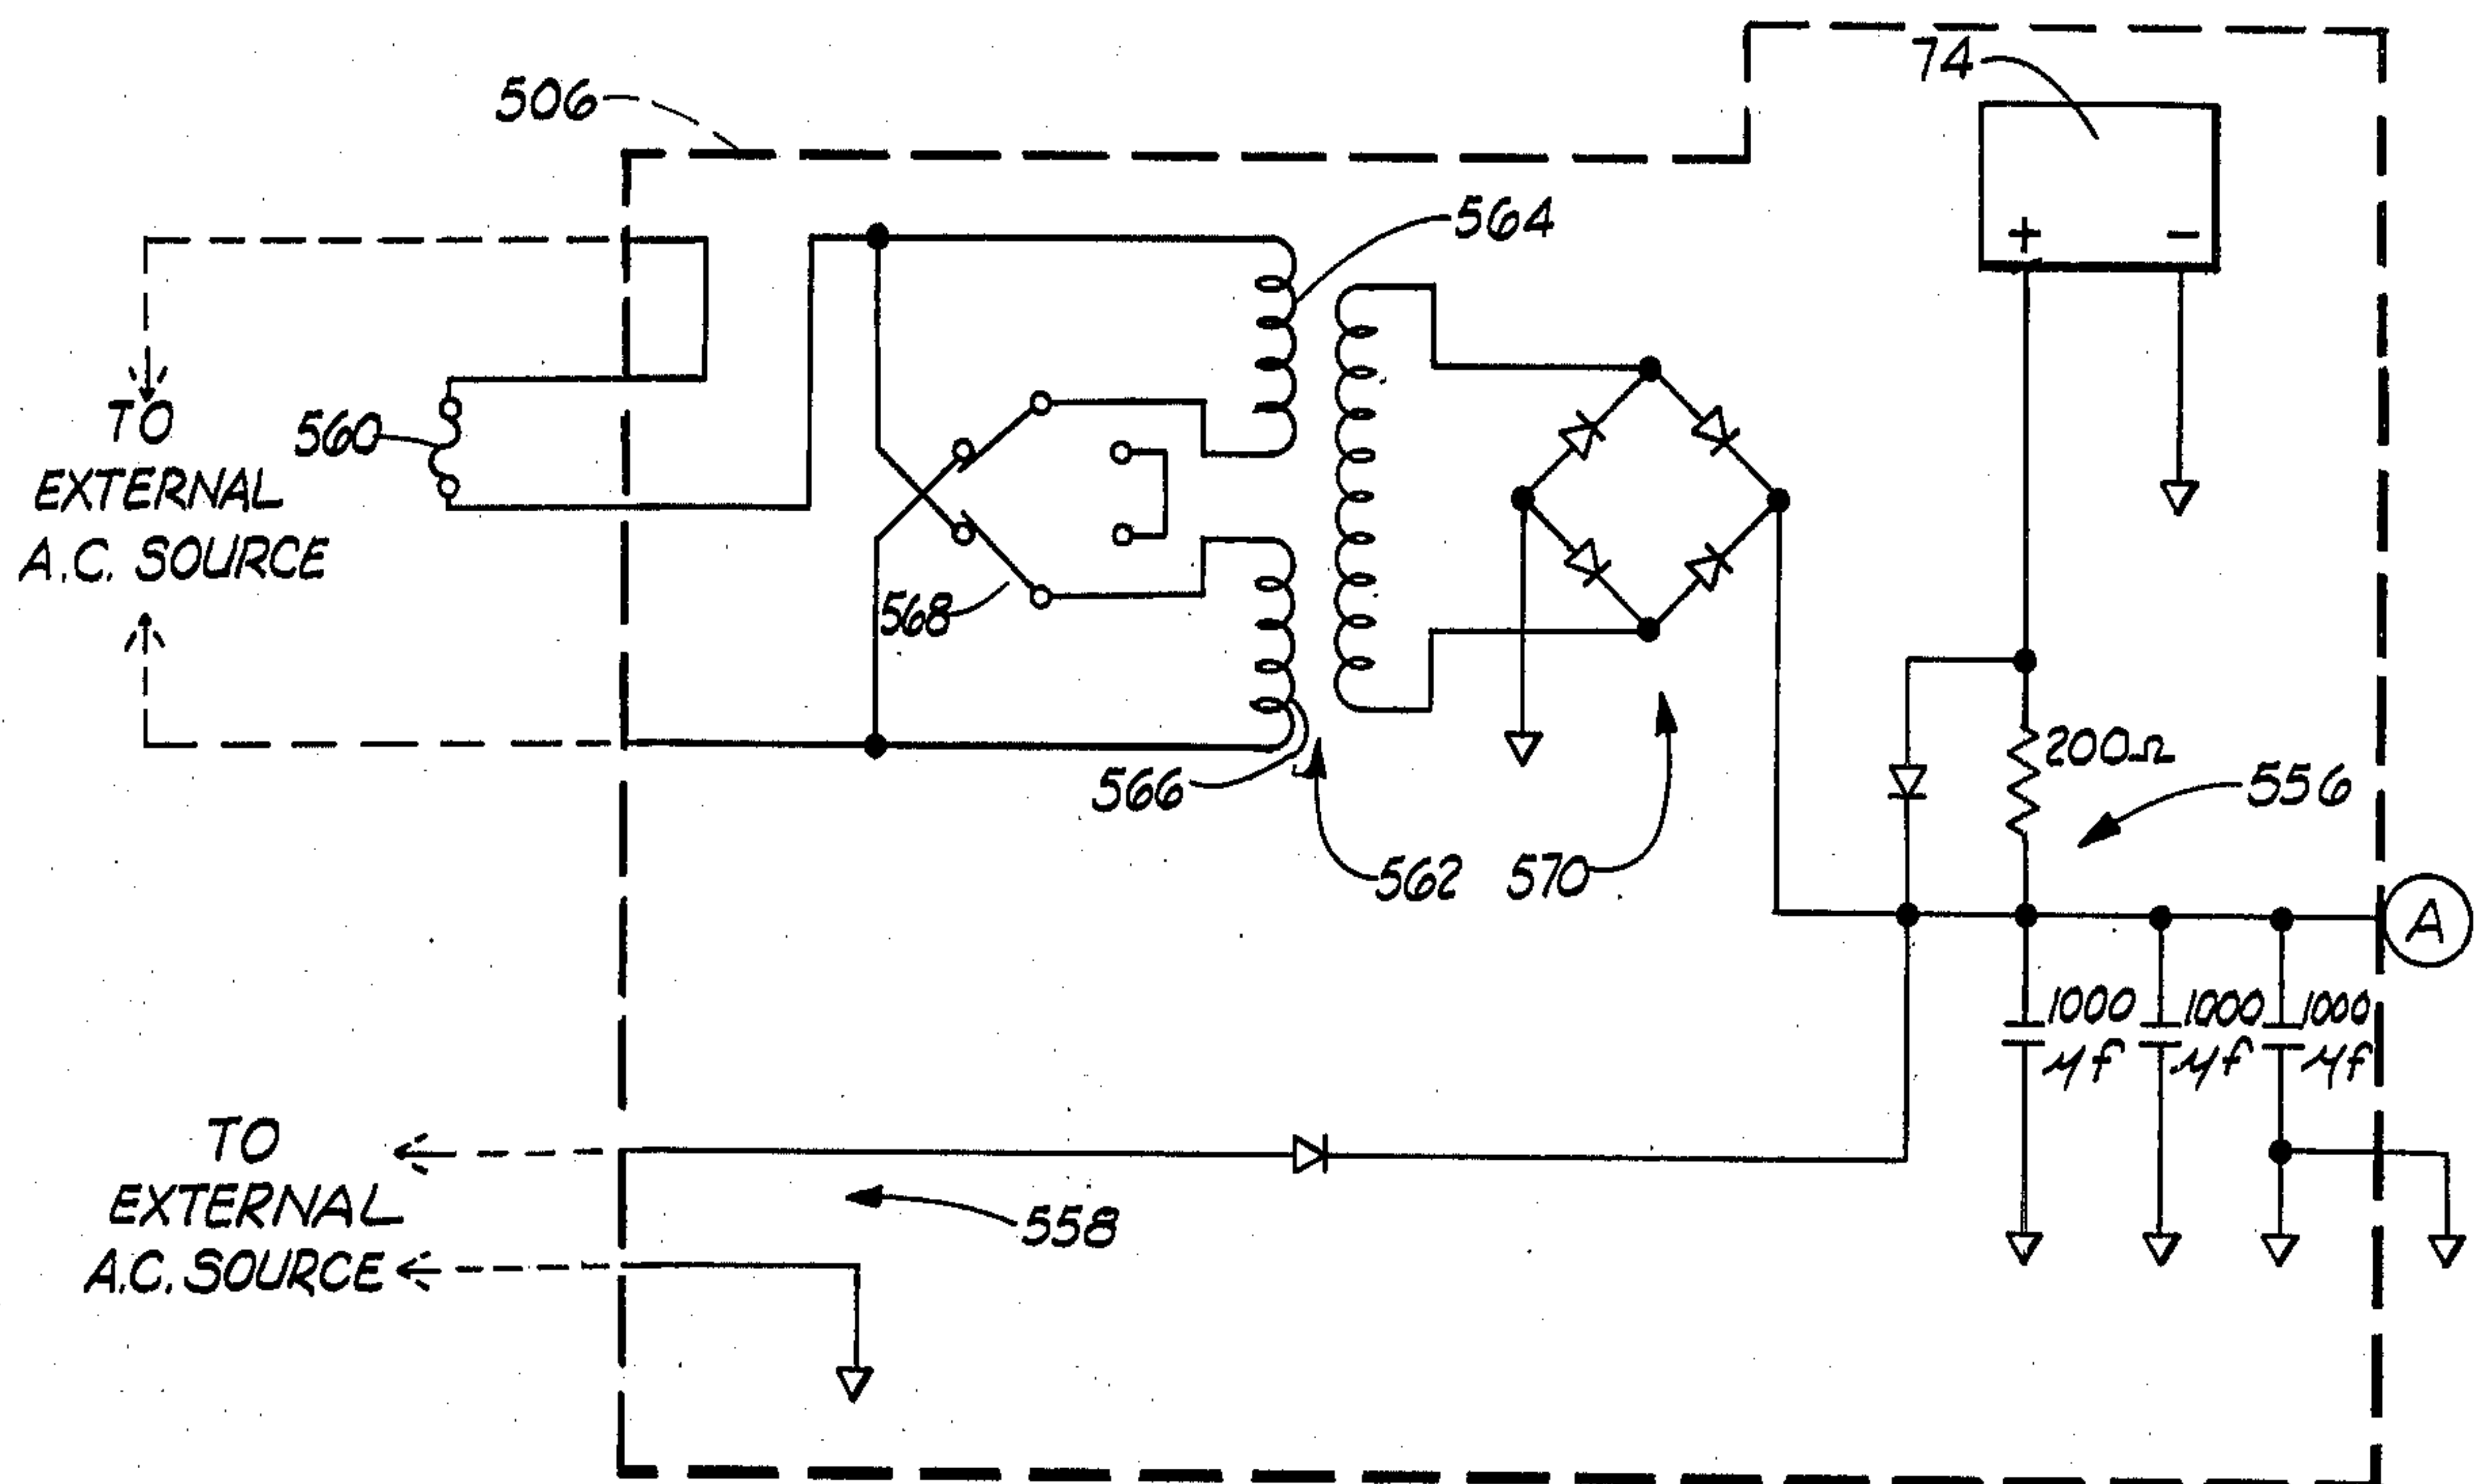 506
74
+ -
564
TO
EXTERNAL
A.C. SOURCE
560
568
566
562
570
200Ω
556
A
1000
μf
1000
μf
1000
μf
TO
EXTERNAL
A.C. SOURCE
558